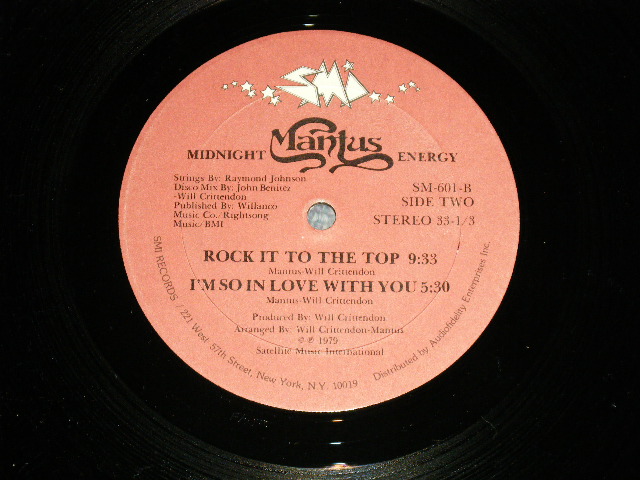 SMI
Mantus
MIDNIGHT ENERGY
Strings By: Raymond Johnson
Disco Mix By: John Benitez
-Will Crittendon
Published By: Willanco
Music Co./Rightsong
Music/BMI
SM-601-B
SIDE TWO
STEREO 33-1/3
ROCK IT TO THE TOP 9:33
Mantus-Will Crittendon
I'M SO IN LOVE WITH YOU 5:30
Mantus-Will Crittendon
Produced By: Will Crittendon
Arranged By: Will Crittendon-Mantus
© ℗ 1979
Satellite Music International
SMI RECORDS / 221 West 57th Street, New York, N.Y. 10019 Distributed by Audiofidelity Enterprises Inc.